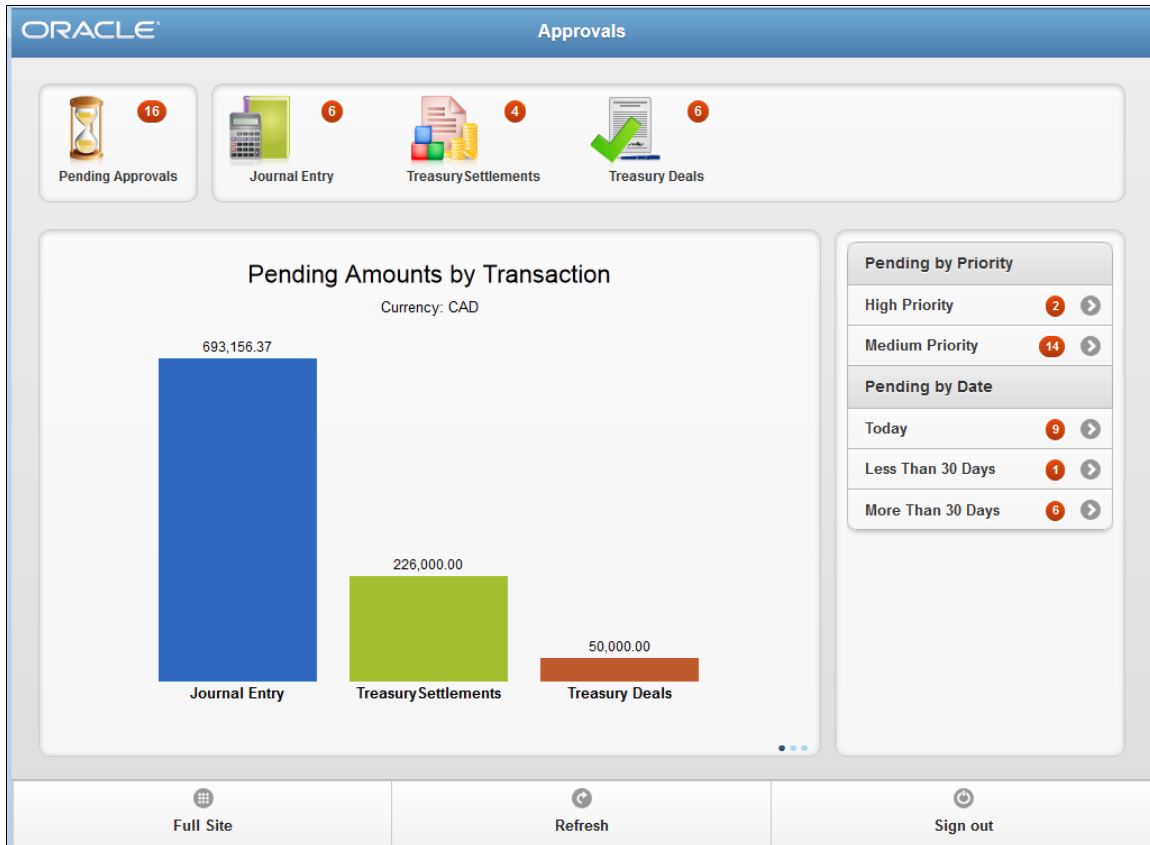 ORACLE
Approvals
16
Pending Approvals
6
Journal Entry
4
Treasury Settlements
6
Treasury Deals
Pending Amounts by Transaction
Currency: CAD
693,156.37
226,000.00
50,000.00
Journal Entry
Treasury Settlements
Treasury Deals
Pending by Priority
High Priority 2
Medium Priority 14
Pending by Date
Today 9
Less Than 30 Days 1
More Than 30 Days 6
Full Site
Refresh
Sign out